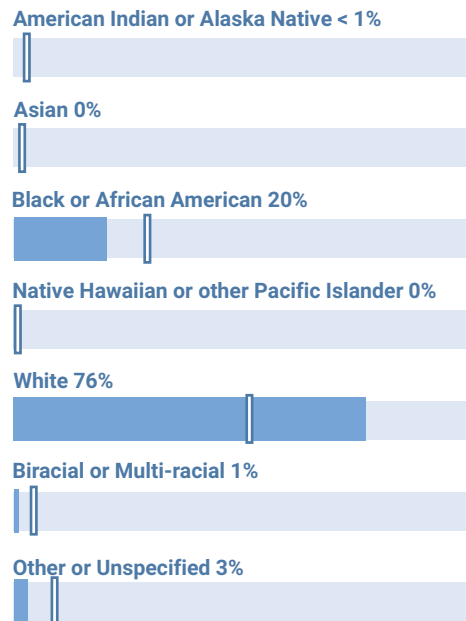 American Indian or Alaska Native < 1%
Asian 0%
Black or African American 20%
Native Hawaiian or other Pacific Islander 0%
White 76%
Biracial or Multi-racial 1%
Other or Unspecified 3%